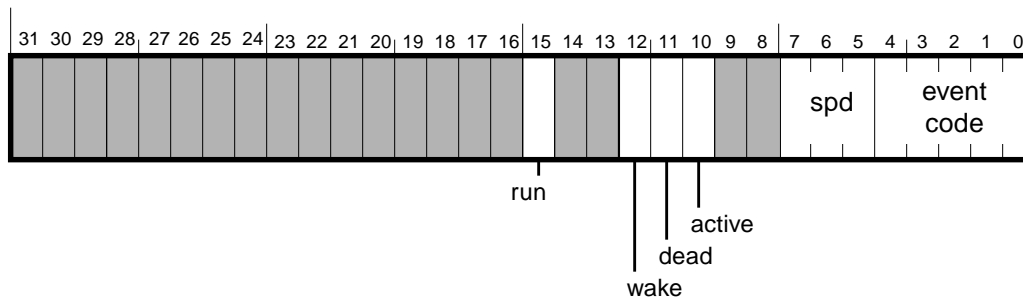 31 30 29 28 27 26 25 24 23 22 21 20 19 18 17 16 15 14 13 12 11 10 9 8 7 6 5 4 3 2 1 0
spd
event
code
run
active
dead
wake